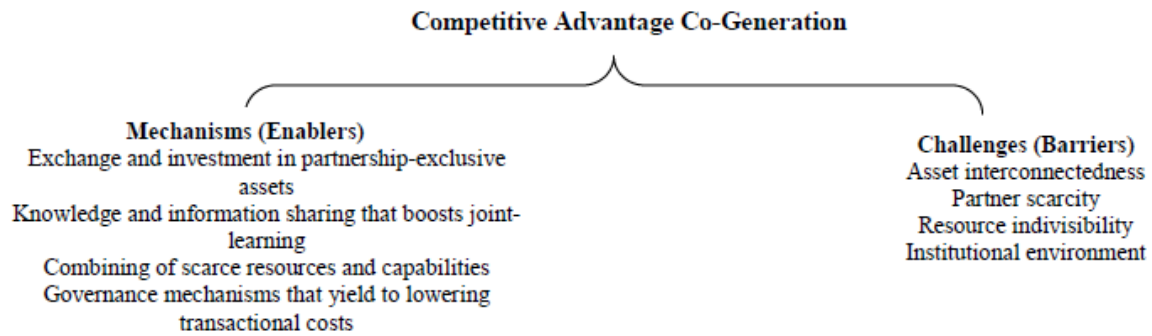 Competitive Advantage Co-Generation
Mechanisms (Enablers)
Exchange and investment in partnership-exclusive
assets
Knowledge and information sharing that boosts joint-
learning
Combining of scarce resources and capabilities
Governance mechanisms that yield to lowering
transactional costs
Challenges (Barriers)
Asset interconnectedness
Partner scarcity
Resource indivisibility
Institutional environment